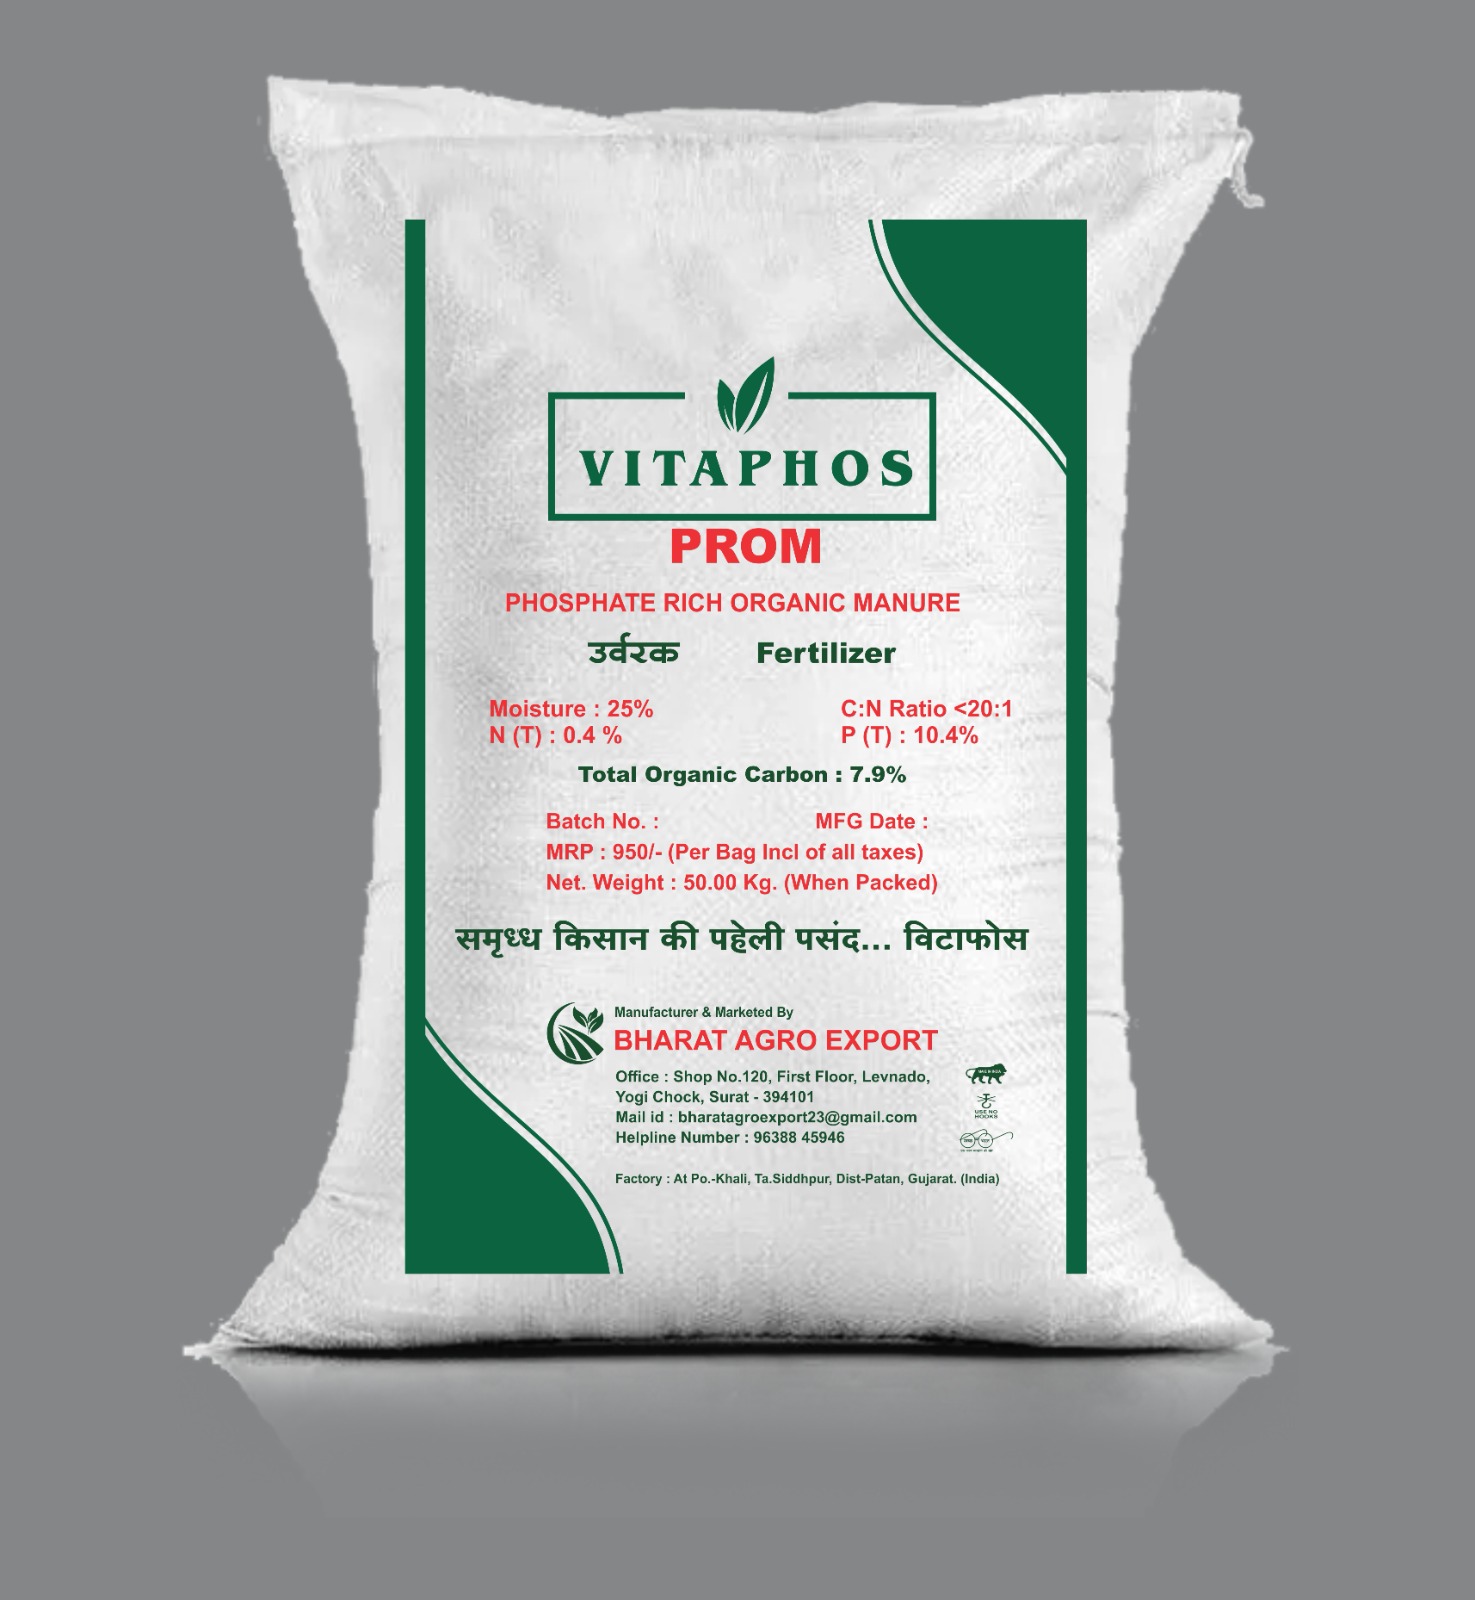 VITAPHOS
PROM
PHOSPHATE RICH ORGANIC MANURE
उर्वरक Fertilizer
Moisture : 25% C:N Ratio <20:1
N (T) : 0.4 % P (T) : 10.4%
Total Organic Carbon : 7.9%
Batch No. : MFG Date :
MRP : 950/- (Per Bag Incl of all taxes)
Net. Weight : 50.00 Kg. (When Packed)
समृध्ध किसान की पहेली पसंद... विटाफोस
Manufacturer & Marketed By
BHARAT AGRO EXPORT
Office : Shop No.120, First Floor, Levnado,
Yogi Chock, Surat - 394101
Mail id : bharatagroexport23@gmail.com
Helpline Number : 96388 45946
USE NO
HOOKS
Factory : At Po.-Khali, Ta.Siddhpur, Dist-Patan, Gujarat. (India)